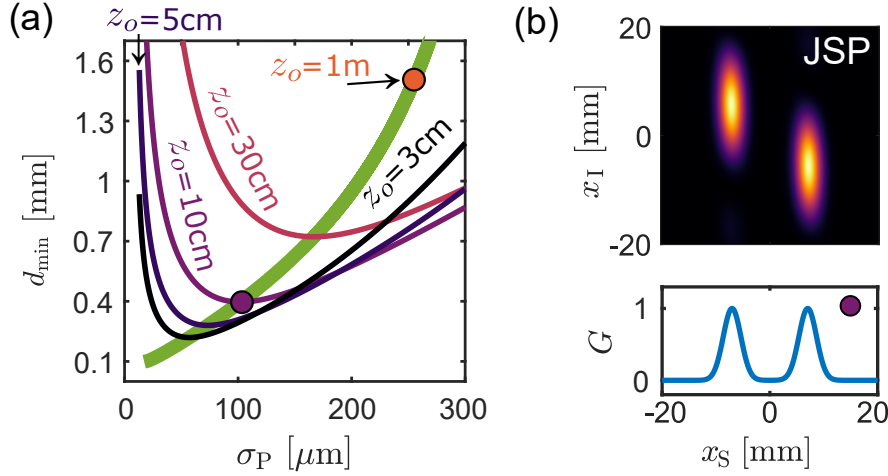 (a)
z_o=5cm
z_o=1m
z_o=30cm
z_o=3cm
z_o=10cm
d_min [mm]
1.6
1.3
1
0.7
0.4
0.1
0 100 200 300
σ_P [μm]
(b)
JSP
x_I [mm]
20
0
-20
G
1
0
-20 0 20
x_S [mm]